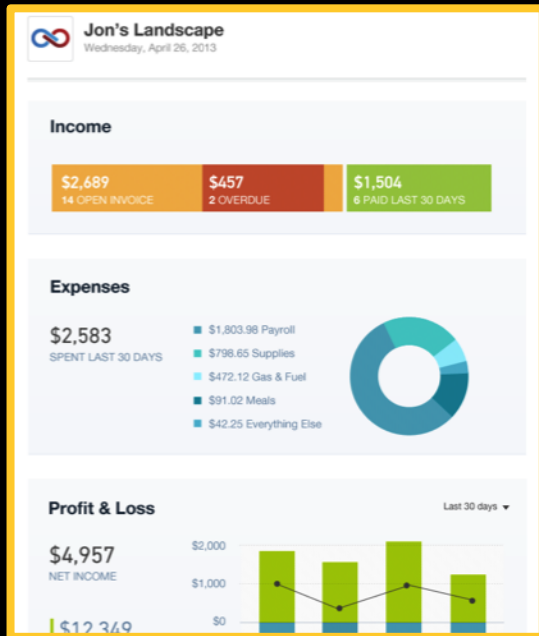 Jon's Landscape
Wednesday, April 26, 2013
Income
$2,689
14 OPEN INVOICE
$457
2 OVERDUE
$1,504
6 PAID LAST 30 DAYS
Expenses
$2,583
SPENT LAST 30 DAYS
$1,803.98 Payroll
$798.65 Supplies
$472.12 Gas & Fuel
$91.02 Meals
$42.25 Everything Else
Profit & Loss
Last 30 days
$4,957
NET INCOME
$12,349
$2,000
$1,000
$0